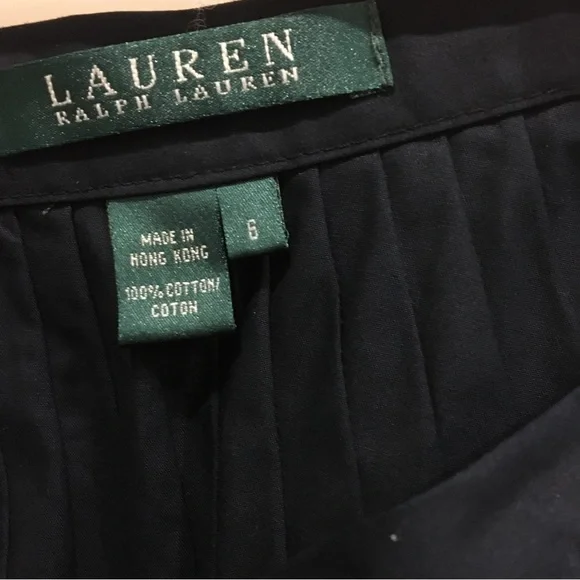 LAUREN
RALPH LAUREN
6
MADE IN
HONG KONG
100% COTTON/
COTON